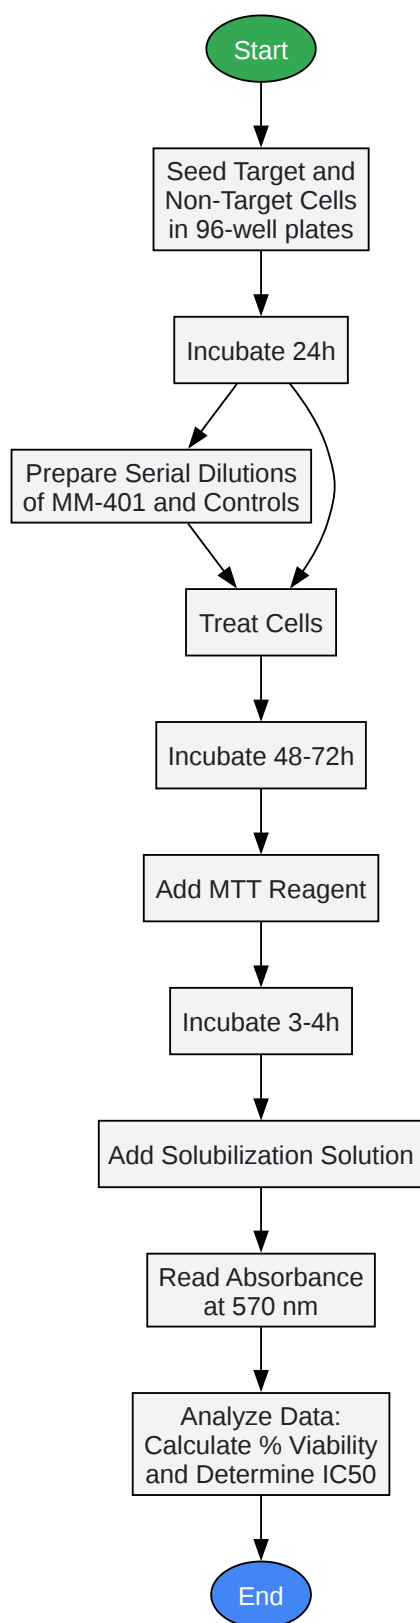 Start
Seed Target and
Non-Target Cells
in 96-well plates
Incubate 24h
Prepare Serial Dilutions
of MM-401 and Controls
Treat Cells
Incubate 48-72h
Add MTT Reagent
Incubate 3-4h
Add Solubilization Solution
Read Absorbance
at 570 nm
Analyze Data:
Calculate % Viability
and Determine IC50
End